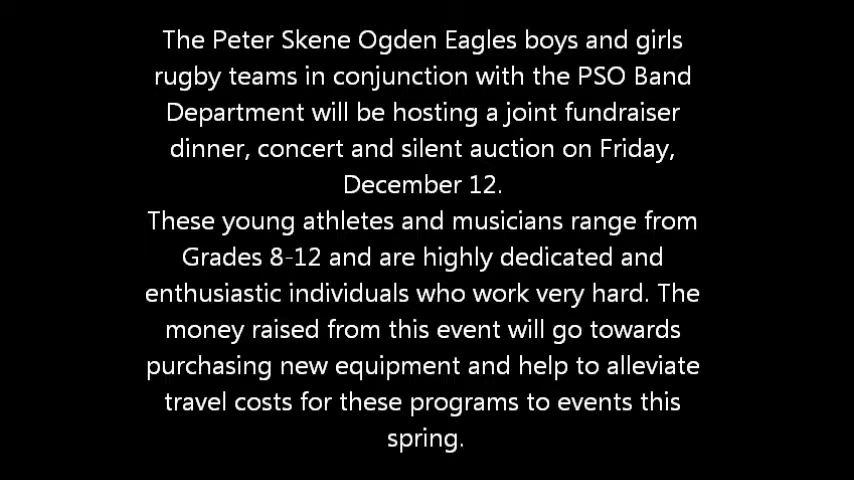 The Peter Skene Ogden Eagles boys and girls
rugby teams in conjunction with the PSO Band
Department will be hosting a joint fundraiser
dinner, concert and silent auction on Friday,
December 12.
These young athletes and musicians range from
Grades 8-12 and are highly dedicated and
enthusiastic individuals who work very hard. The
money raised from this event will go towards
purchasing new equipment and help to alleviate
travel costs for these programs to events this
spring.